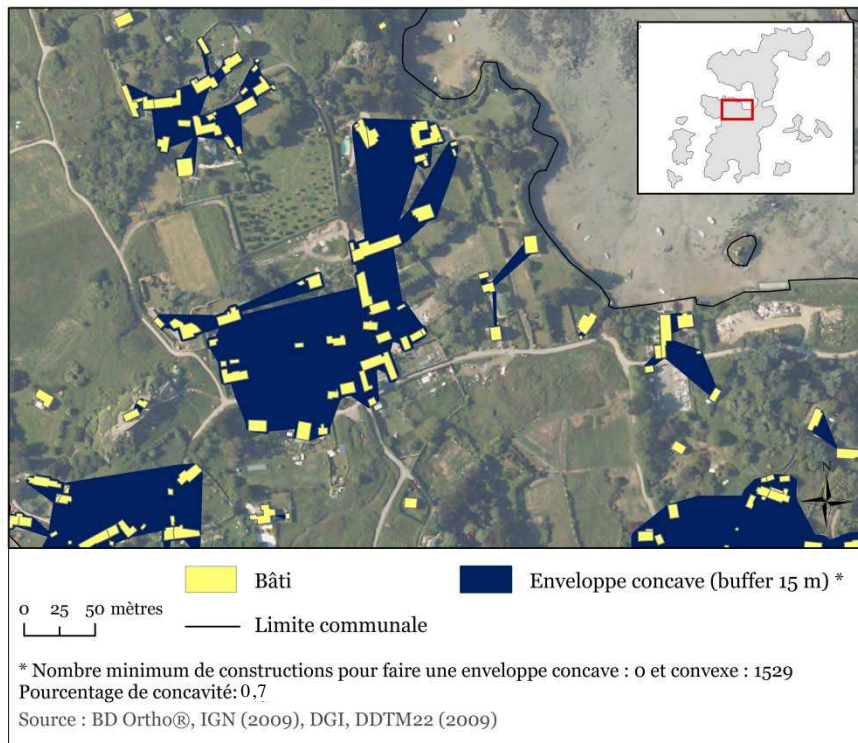 N
Bâti
Enveloppe concave (buffer 15 m) *
0 25 50 mètres
Limite communale
* Nombre minimum de constructions pour faire une enveloppe concave : 0 et convexe : 1529
Pourcentage de concavité: 0,7
Source : BD Ortho®, IGN (2009), DGI, DDTM22 (2009)